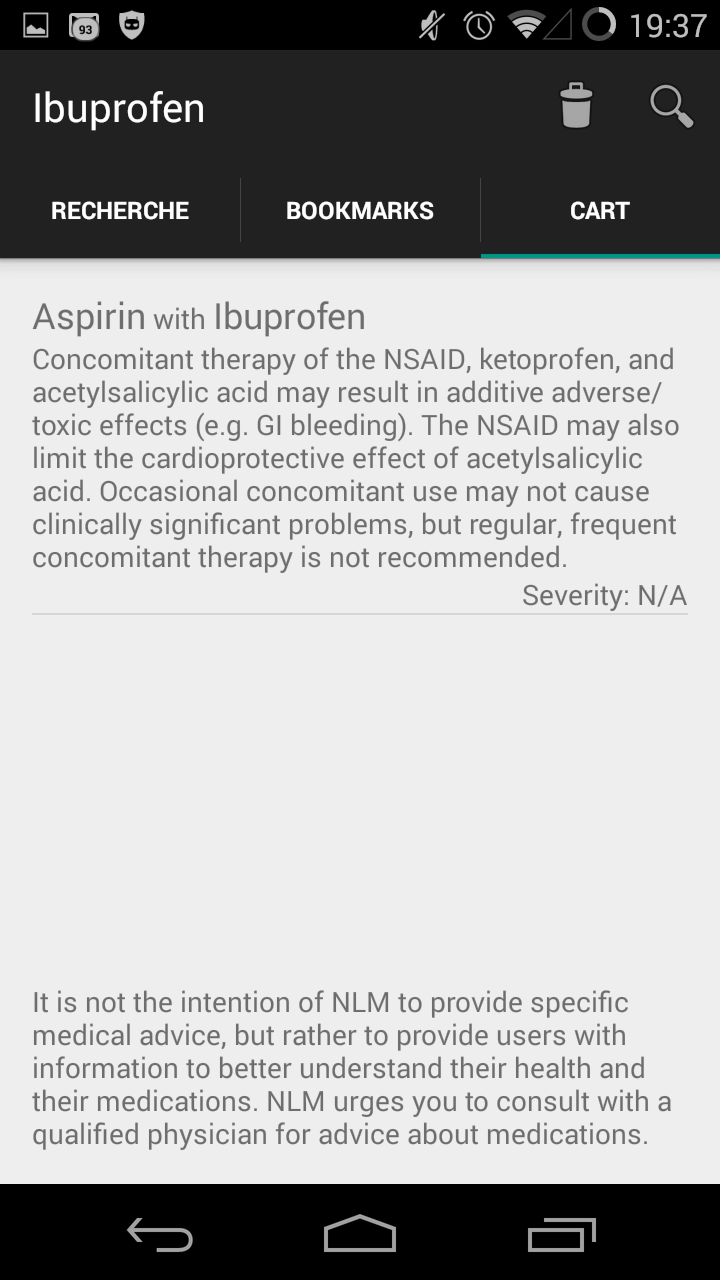 93
19:37
Ibuprofen
RECHERCHE
BOOKMARKS
CART
Aspirin with Ibuprofen
Concomitant therapy of the NSAID, ketoprofen, and
acetylsalicylic acid may result in additive adverse/
toxic effects (e.g. GI bleeding). The NSAID may also
limit the cardioprotective effect of acetylsalicylic
acid. Occasional concomitant use may not cause
clinically significant problems, but regular, frequent
concomitant therapy is not recommended.
Severity: N/A
It is not the intention of NLM to provide specific
medical advice, but rather to provide users with
information to better understand their health and
their medications. NLM urges you to consult with a
qualified physician for advice about medications.